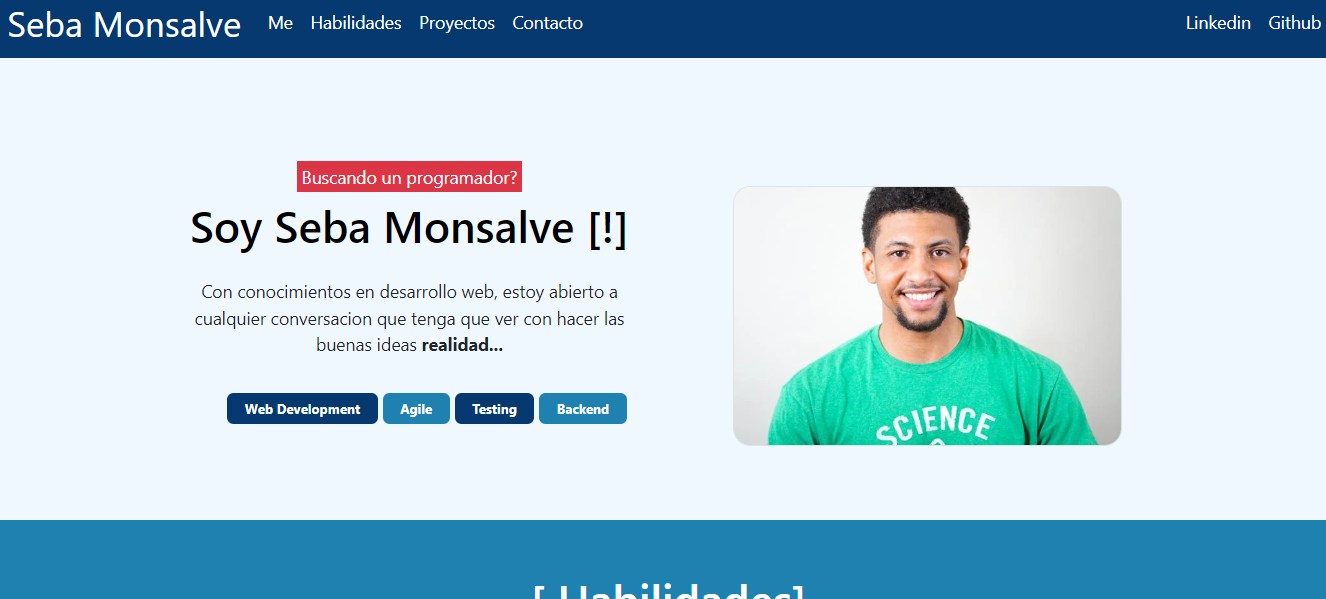 Seba Monsalve Me Habilidades Proyectos Contacto Linkedin Github
Buscando un programador?
Soy Seba Monsalve [!]
Con conocimientos en desarrollo web, estoy abierto a
cualquier conversacion que tenga que ver con hacer las
buenas ideas realidad...
Web Development Agile Testing Backend
SCIENCE
[ Habilidades]